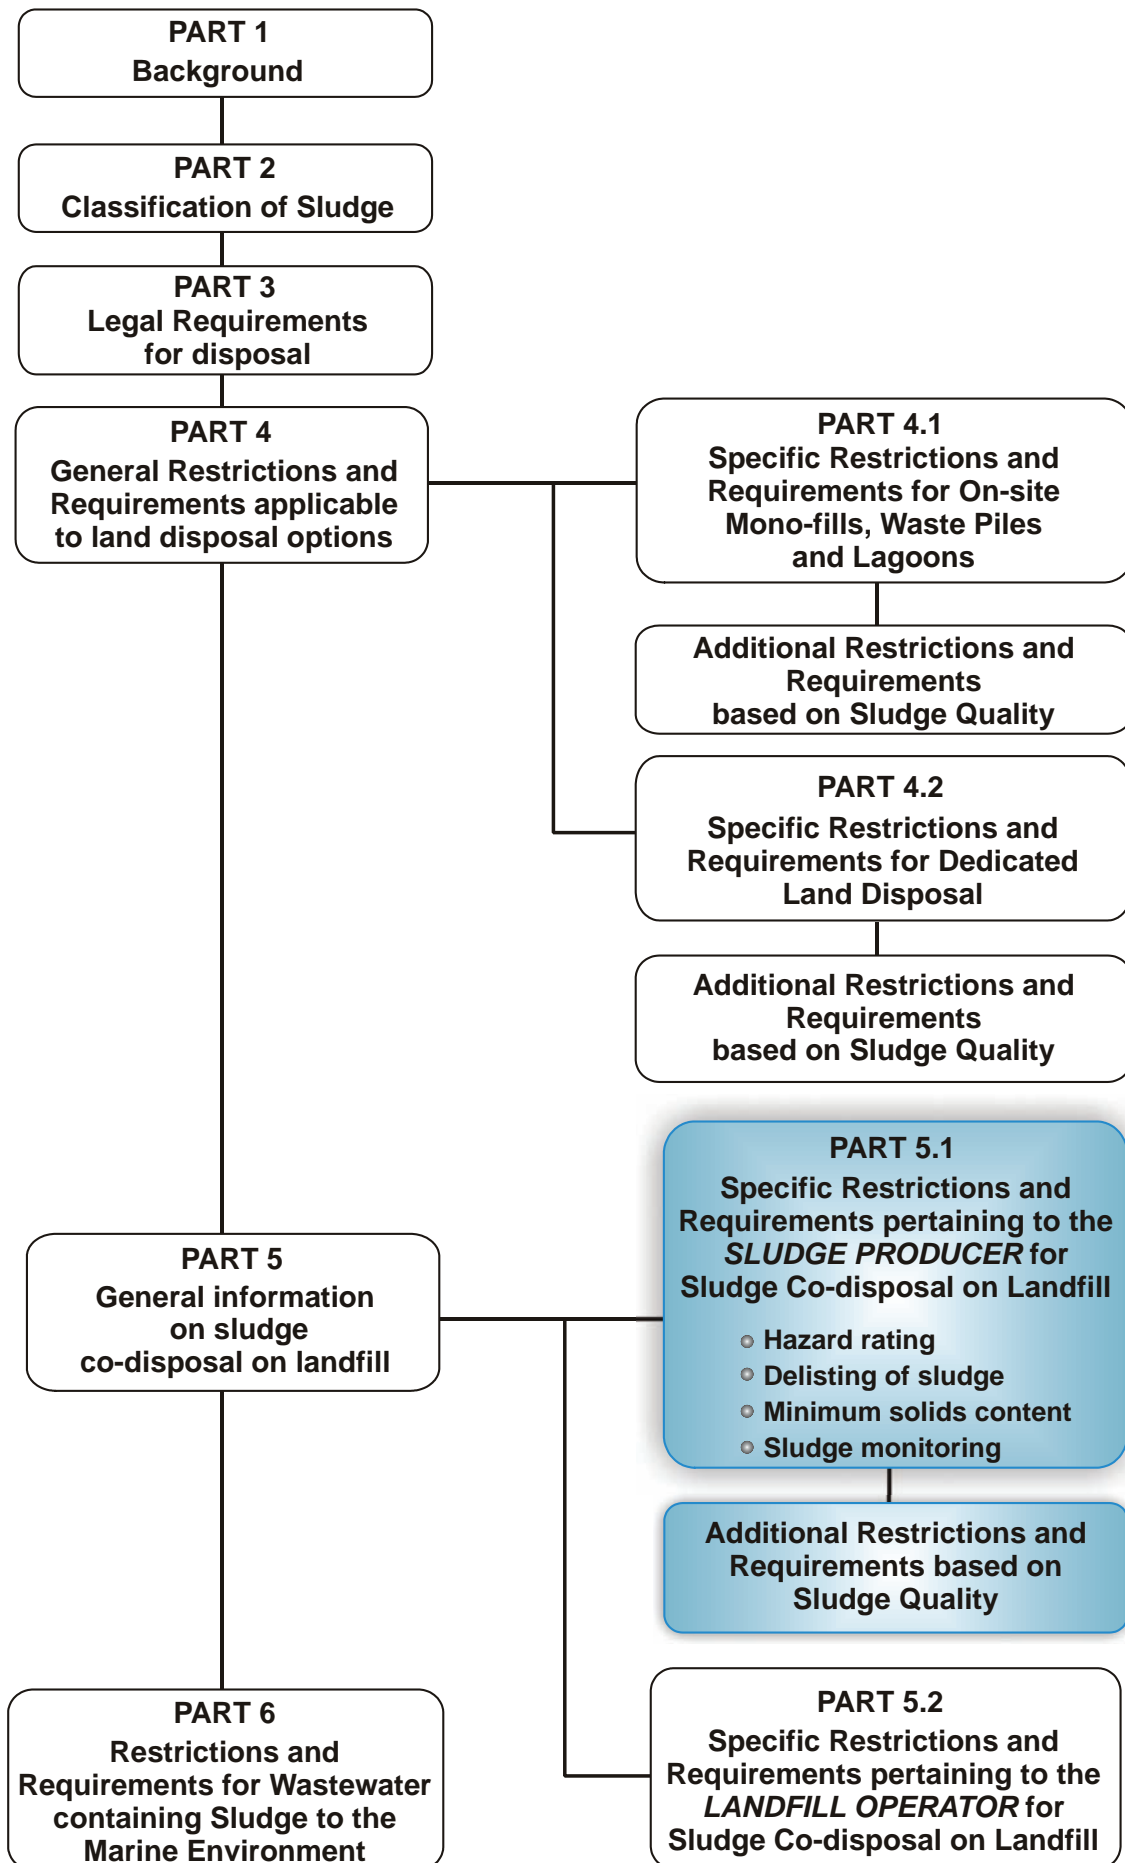 PART 1
Background
PART 2
Classification of Sludge
PART 3
Legal Requirements
for disposal
PART 4
General Restrictions and
Requirements applicable
to land disposal options
PART 4.1
Specific Restrictions and
Requirements for On-site
Mono-fills, Waste Piles
and Lagoons
Additional Restrictions and
Requirements
based on Sludge Quality
PART 4.2
Specific Restrictions and
Requirements for Dedicated
Land Disposal
Additional Restrictions and
Requirements
based on Sludge Quality
PART 5
General information
on sludge
co-disposal on landfill
PART 5.1
Specific Restrictions and
Requirements pertaining to the
SLUDGE PRODUCER for
Sludge Co-disposal on Landfill
Hazard rating
Delisting of sludge
Minimum solids content
Sludge monitoring
Additional Restrictions and
Requirements based on
Sludge Quality
PART 5.2
Specific Restrictions and
Requirements pertaining to the
LANDFILL OPERATOR for
Sludge Co-disposal on Landfill
PART 6
Restrictions and
Requirements for Wastewater
containing Sludge to the
Marine Environment